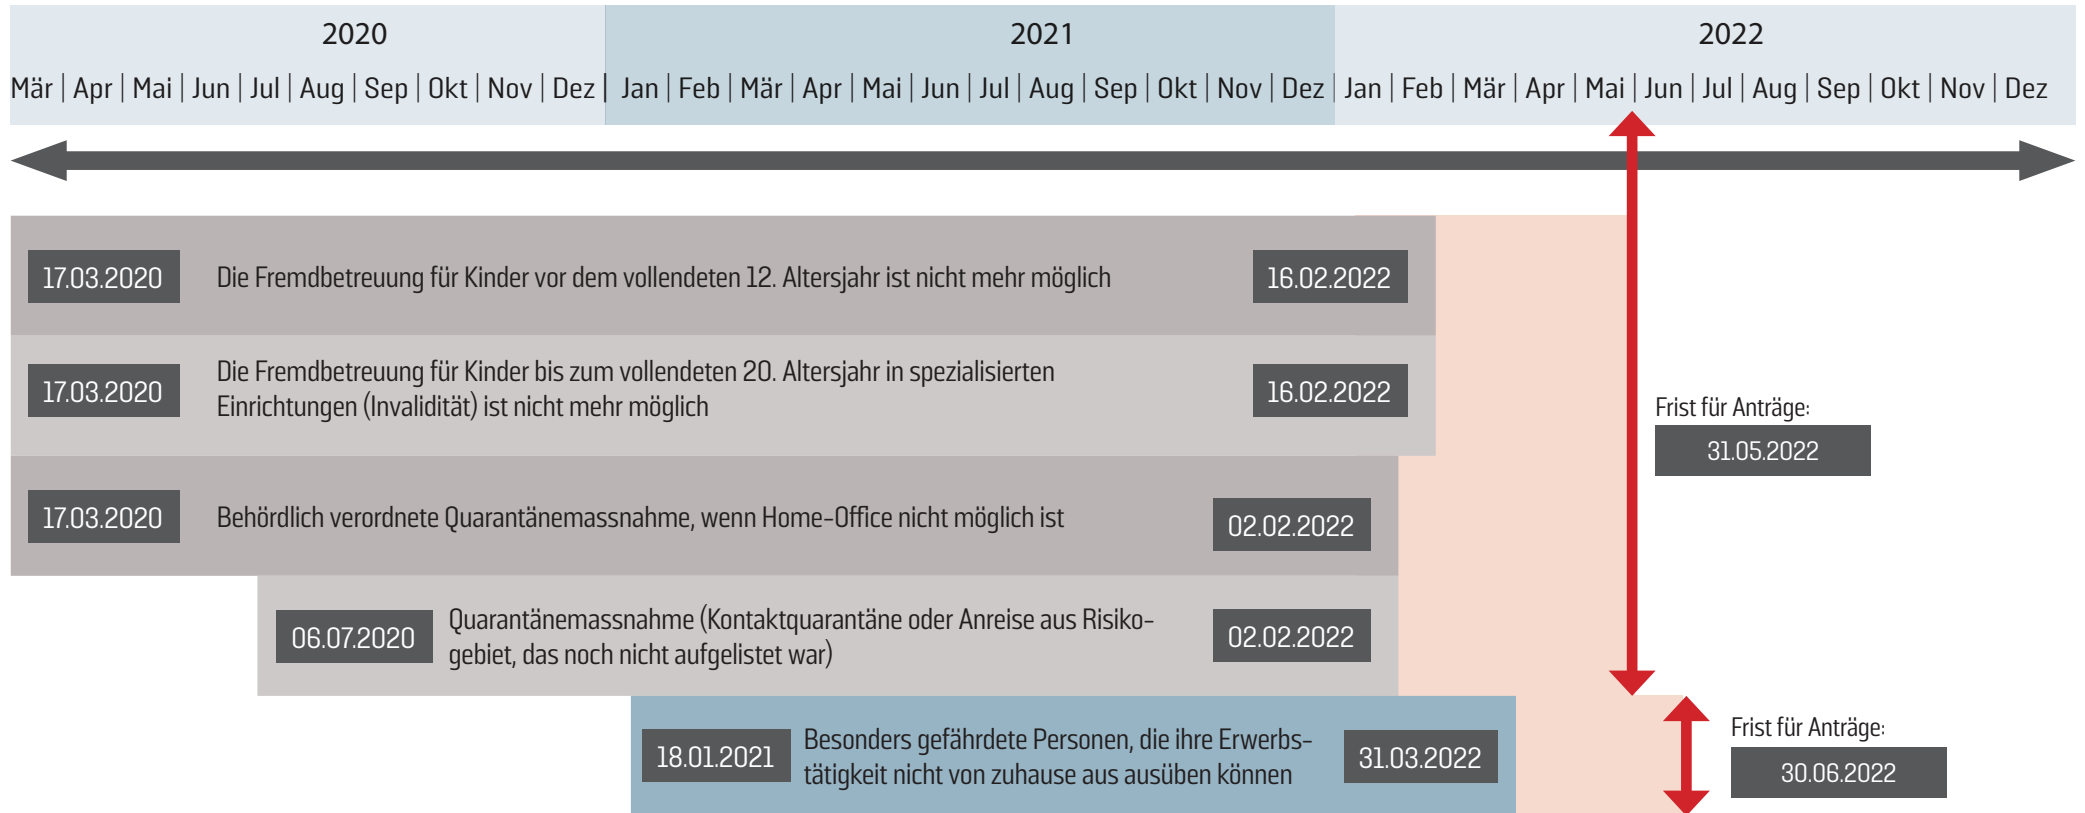 2020 2021 2022
Mär | Apr | Mai | Jun | Jul | Aug | Sep | Okt | Nov | Dez | Jan | Feb | Mär | Apr | Mai | Jun | Jul | Aug | Sep | Okt | Nov | Dez | Jan | Feb | Mär | Apr | Mai | Jun | Jul | Aug | Sep | Okt | Nov | Dez
17.03.2020 Die Fremdbetreuung für Kinder vor dem vollendeten 12. Altersjahr ist nicht mehr möglich 16.02.2022
17.03.2020 Die Fremdbetreuung für Kinder bis zum vollendeten 20. Altersjahr in spezialisierten
Einrichtungen (Invalidität) ist nicht mehr möglich 16.02.2022
Frist für Anträge:
31.05.2022
17.03.2020 Behördlich verordnete Quarantänemassnahme, wenn Home-Office nicht möglich ist 02.02.2022
06.07.2020 Quarantänemassnahme (Kontaktquarantäne oder Anreise aus Risiko-
gebiet, das noch nicht aufgelistet war) 02.02.2022
18.01.2021 Besonders gefährdete Personen, die ihre Erwerbs-
tätigkeit nicht von zuhause aus ausüben können 31.03.2022
Frist für Anträge:
30.06.2022